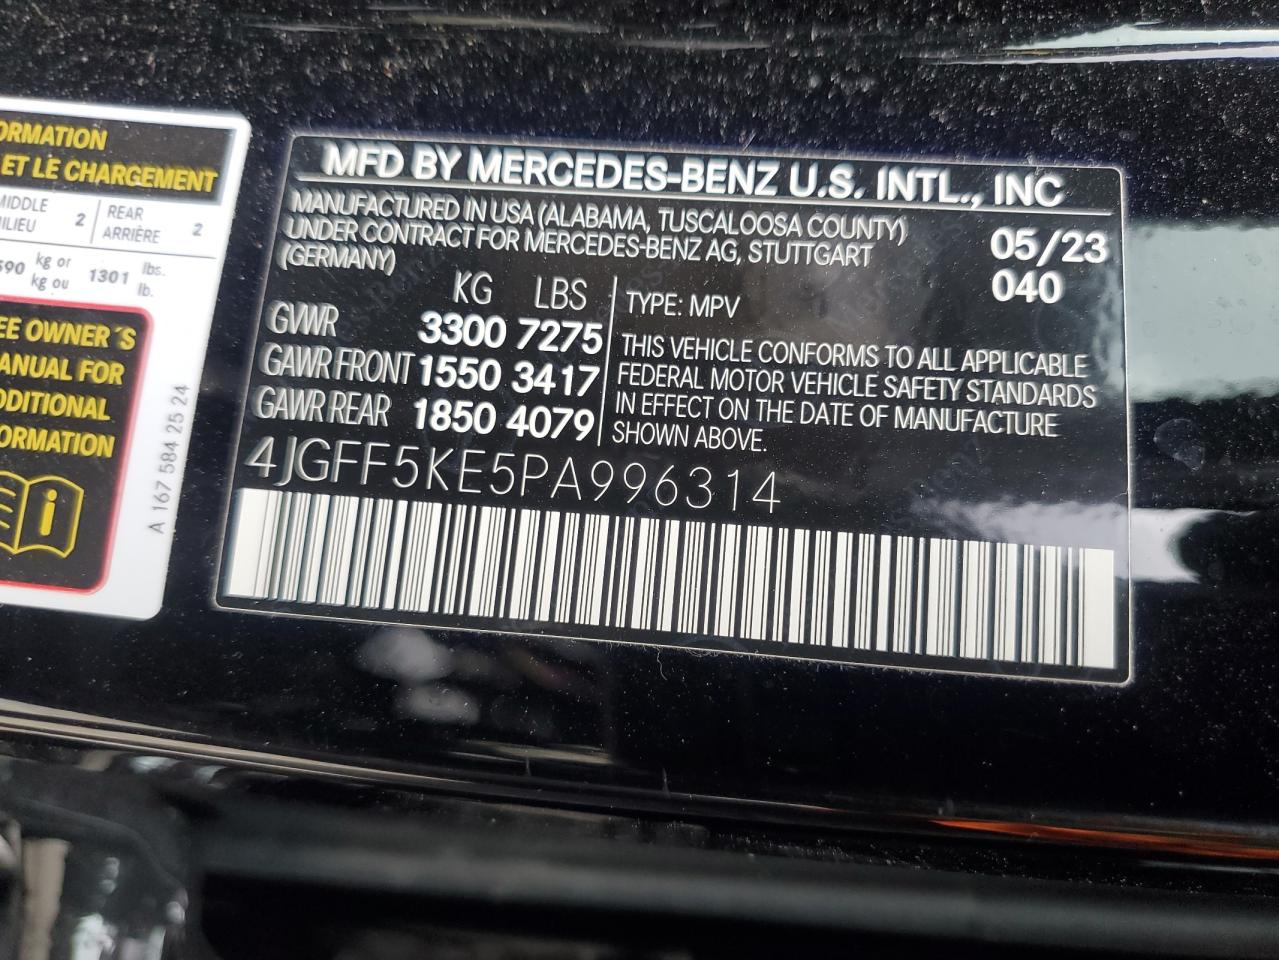 ORMATION
ET LE CHARGEMENT
MIDDLE 2 REAR 2
MILIEU ARRIÈRE
590 kg or 1301 lbs.
kg ou lb.
EE OWNER´S
ANUAL FOR
DDITIONAL
ORMATION
A 167 584 25 24
MFD BY MERCEDES-BENZ U.S. INTL., INC
MANUFACTURED IN USA (ALABAMA, TUSCALOOSA COUNTY)
UNDER CONTRACT FOR MERCEDES-BENZ AG, STUTTGART
(GERMANY)
05/23
040
KG LBS
GVWR 3300 7275
GAWR FRONT 1550 3417
GAWR REAR 1850 4079
TYPE: MPV
THIS VEHICLE CONFORMS TO ALL APPLICABLE
FEDERAL MOTOR VEHICLE SAFETY STANDARDS
IN EFFECT ON THE DATE OF MANUFACTURE
SHOWN ABOVE.
4JGFF5KE5PA996314